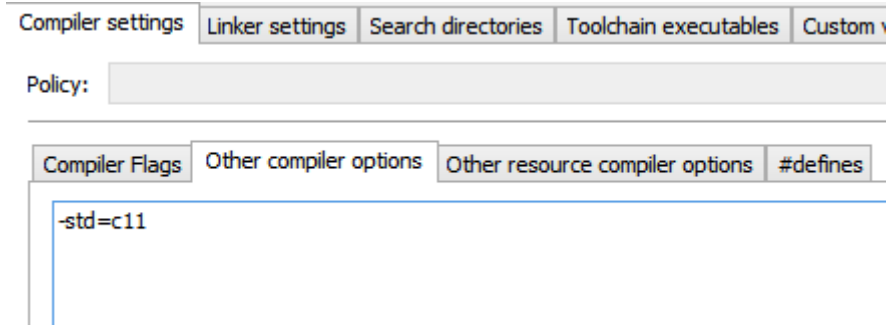 Compiler settings Linker settings Search directories Toolchain executables Custom
Policy:
Compiler Flags Other compiler options Other resource compiler options #defines
-std=c11